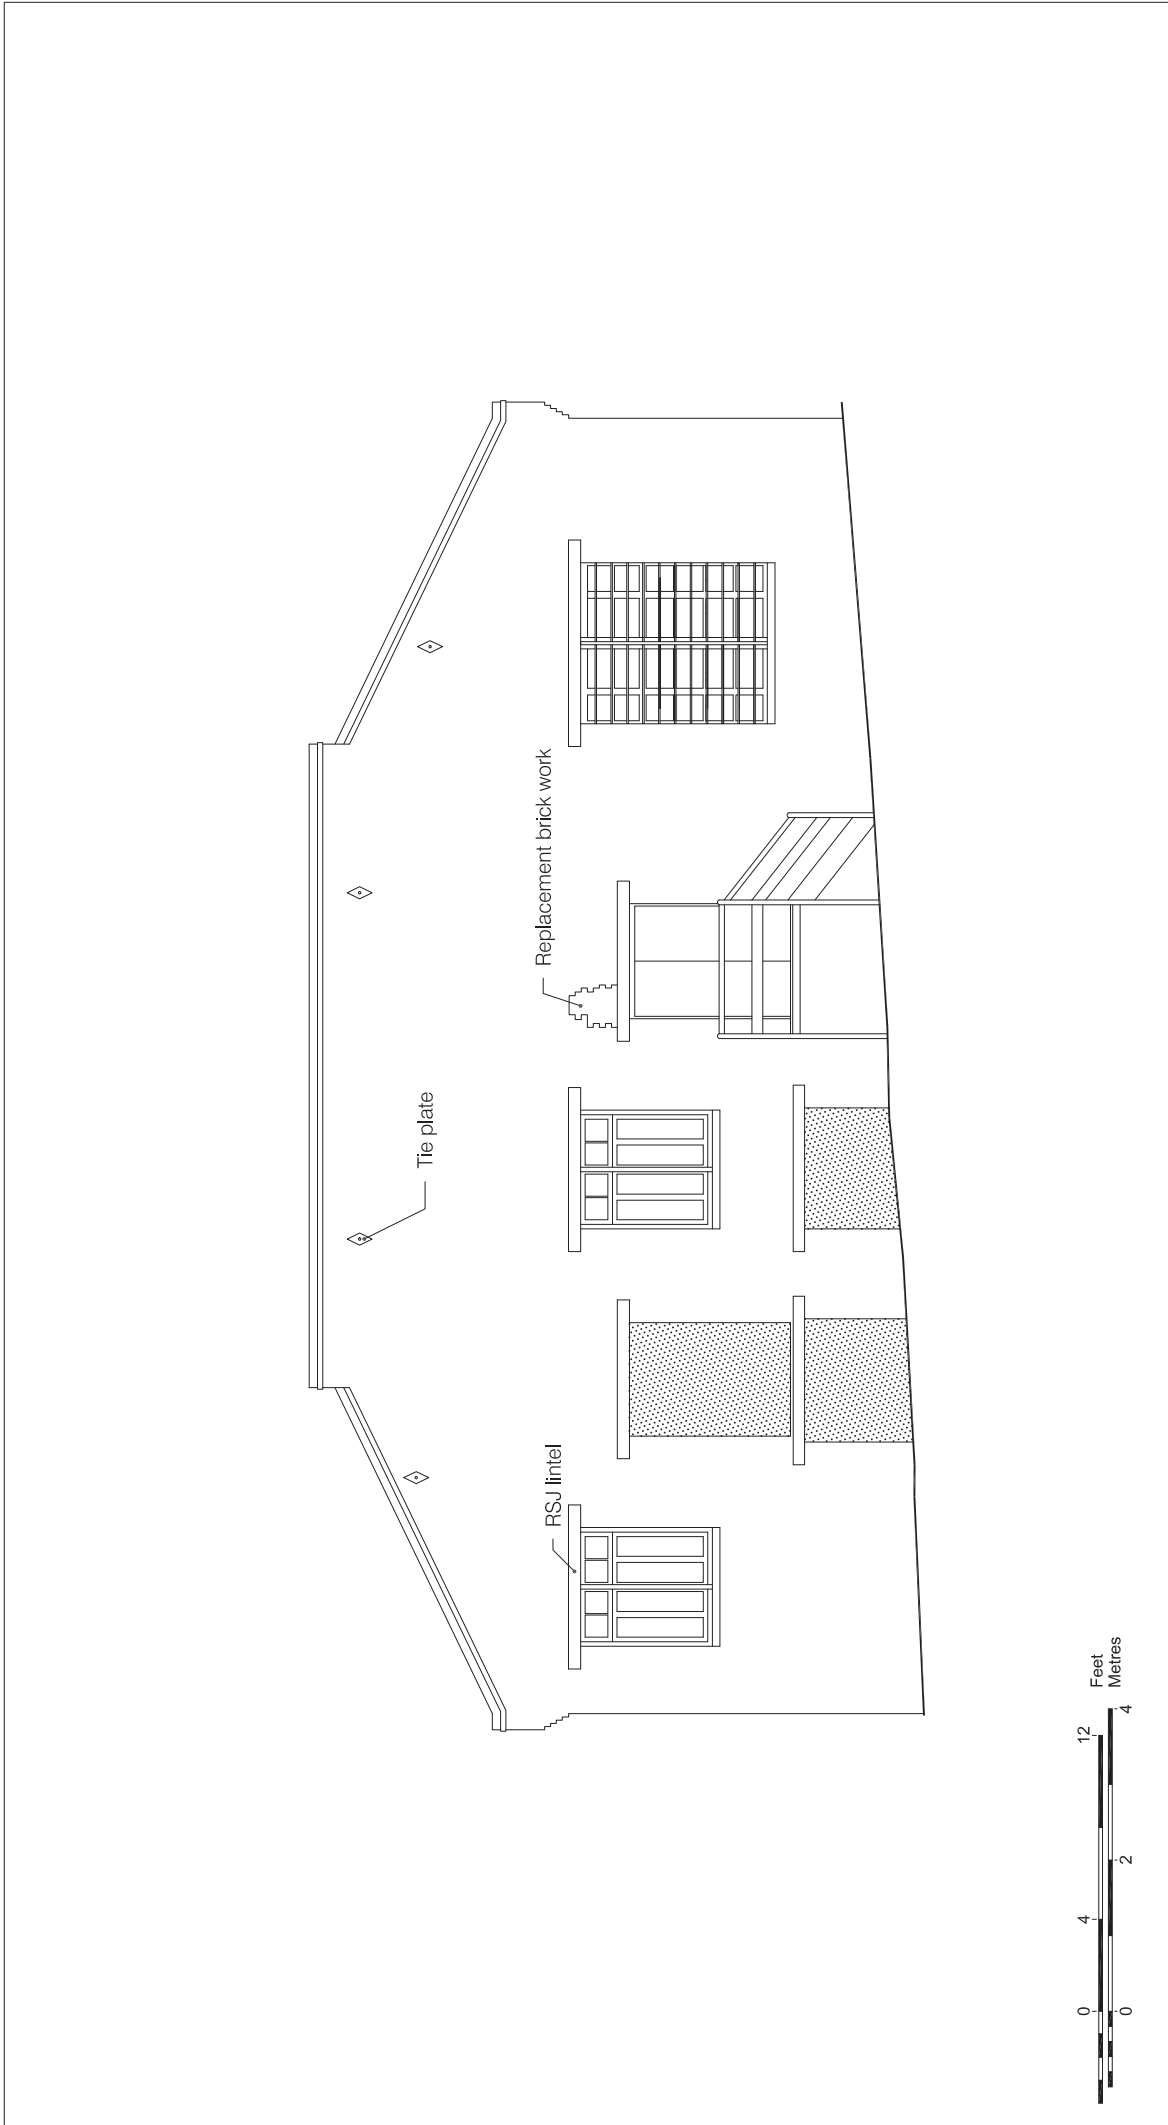 Replacement brick work
Tie plate
RSJ lintel
0 4 12 Feet
0 2 4 Metres